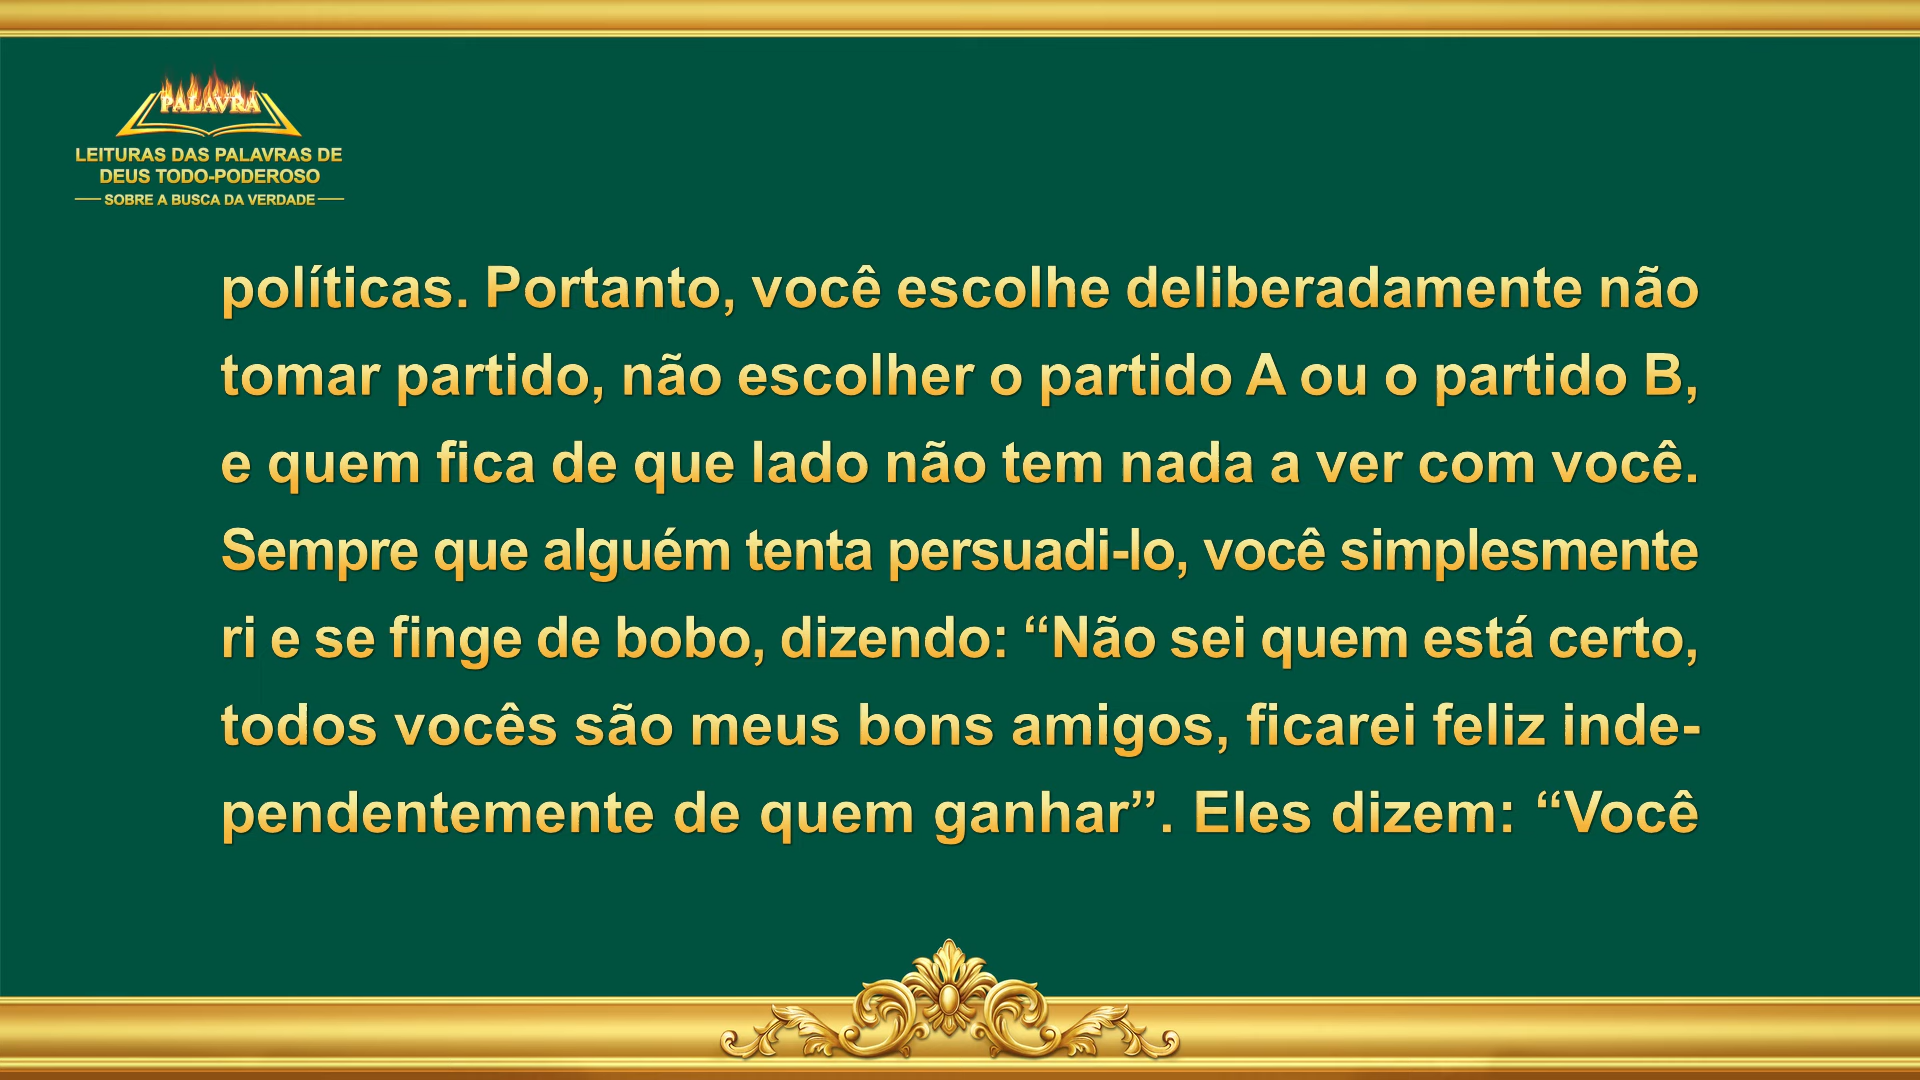 PALAVRA
LEITURAS DAS PALAVRAS DE
DEUS TODO-PODEROSO
SOBRE A BUSCA DA VERDADE
políticas. Portanto, você escolhe deliberadamente não
tomar partido, não escolher o partido A ou o partido B,
e quem fica de que lado não tem nada a ver com você.
Sempre que alguém tenta persuadi-lo, você simplesmente
ri e se finge de bobo, dizendo: “Não sei quem está certo,
todos vocês são meus bons amigos, ficarei feliz inde-
pendentemente de quem ganhar”. Eles dizem: “Você